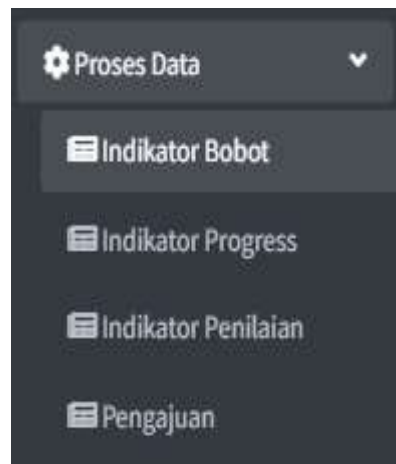 Proses Data
Indikator Bobot
Indikator Progress
Indikator Penilaian
Pengajuan